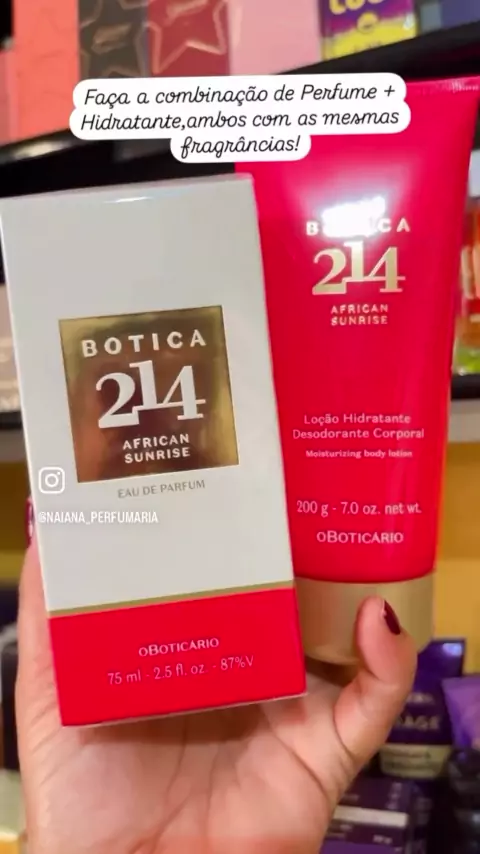 Faça a combinação de Perfume +
Hidratante,ambos com as mesmas
fragrâncias!
BOTICA
214
AFRICAN
SUNRISE
EAU DE PARFUM
@NAIANA_PERFUMARIA
OBOTICÁRIO
75 ml - 2.5 fl. oz. - 87%V
214
AFRICAN
SUNRISE
Loção Hidratante
Desodorante Corporal
Moisturizing body lotion
200 g - 7.0 oz. net wt.
OBOTICÁRIO